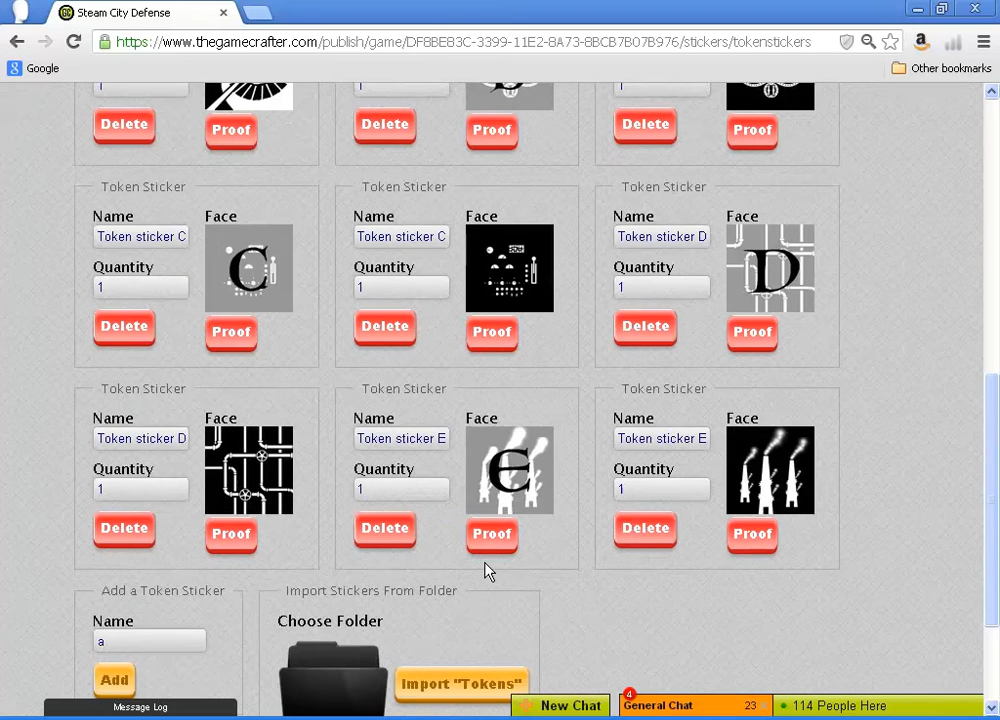 Steam City Defense
https://www.thegamecrafter.com/publish/game/DF8BE83C-3399-11E2-8A73-8BCB7B07B976/stickers/tokenstickers
Google
Other bookmarks
1
1
1
Delete
Proof
Delete
Proof
Delete
Proof
Token Sticker
Token Sticker
Token Sticker
Name
Face
Name
Face
Name
Face
Token sticker C
C
Token sticker C
Token sticker D
D
Quantity
Quantity
Quantity
1
1
1
Delete
Proof
Delete
Proof
Delete
Proof
Token Sticker
Token Sticker
Token Sticker
Name
Face
Name
Face
Name
Face
Token sticker D
Token sticker E
e
Token sticker E
Quantity
Quantity
Quantity
1
1
1
Delete
Proof
Delete
Proof
Delete
Proof
Add a Token Sticker
Import Stickers From Folder
Name
Choose Folder
a
Add
Import "Tokens"
Message Log
New Chat
4
General Chat
23
114 People Here